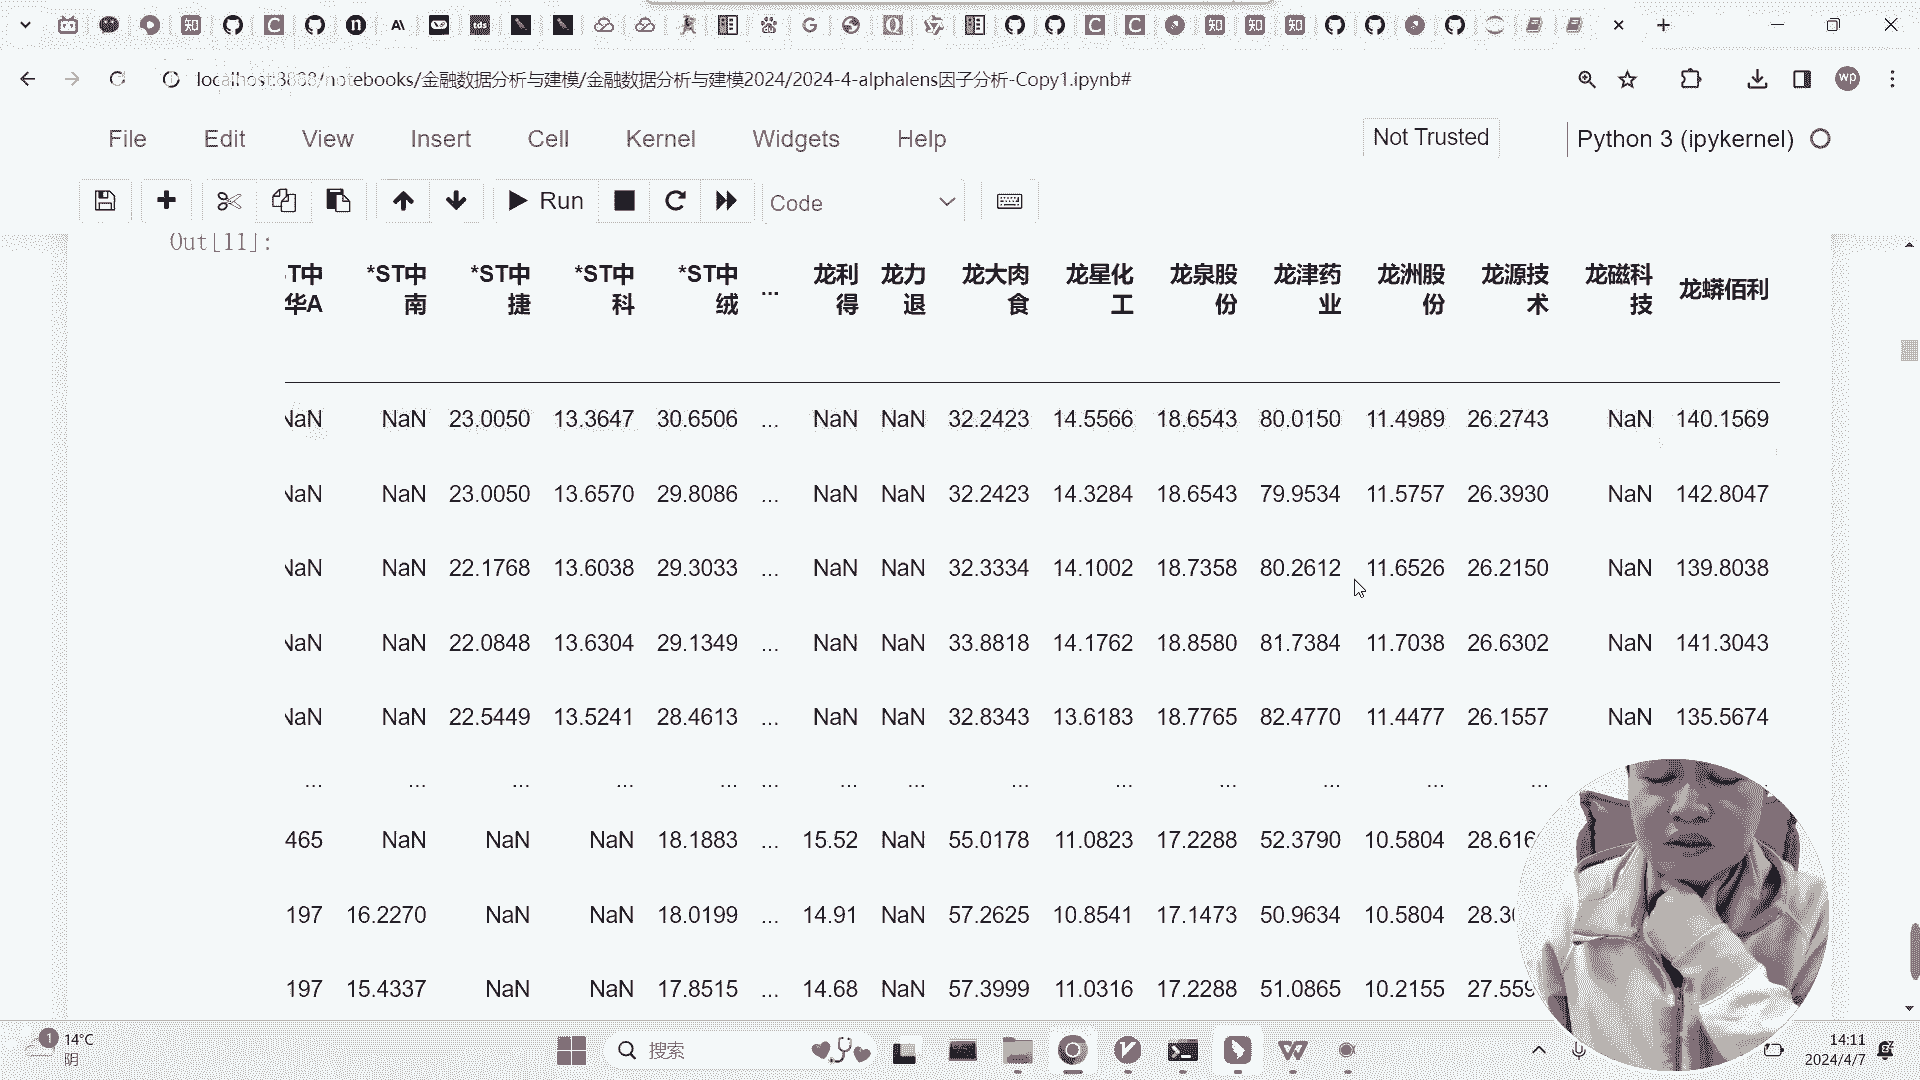 localhost:8888/notebooks/金融数据分析与建模/金融数据分析与建模2024/2024-4-alphalens因子分析-Copy1.ipynb#
wp
File Edit View Insert Cell Kernel Widgets Help Not Trusted Python 3 (ipykernel)
Run Code
Out[11]:
ST中 *ST中 *ST中 *ST中 *ST中 ... 龙利 龙力 龙大肉 龙星化 龙泉股 龙津药 龙洲股 龙源技 龙磁科 龙蟒佰利
华A 南 捷 科 绒 得 退 食 工 份 业 份 术 技
NaN NaN 23.0050 13.3647 30.6506 ... NaN NaN 32.2423 14.5566 18.6543 80.0150 11.4989 26.2743 NaN 140.1569
NaN NaN 23.0050 13.6570 29.8086 ... NaN NaN 32.2423 14.3284 18.6543 79.9534 11.5757 26.3930 NaN 142.8047
NaN NaN 22.1768 13.6038 29.3033 ... NaN NaN 32.3334 14.1002 18.7358 80.2612 11.6526 26.2150 NaN 139.8038
NaN NaN 22.0848 13.6304 29.1349 ... NaN NaN 33.8818 14.1762 18.8580 81.7384 11.7038 26.6302 NaN 141.3043
NaN NaN 22.5449 13.5241 28.4613 ... NaN NaN 32.8343 13.6183 18.7765 82.4770 11.4477 26.1557 NaN 135.5674
... ... ... ... ... ... ... ... ... ... ... ... ... ...
465 NaN NaN NaN 18.1883 ... 15.52 NaN 55.0178 11.0823 17.2288 52.3790 10.5804 28.616
197 16.2270 NaN NaN 18.0199 ... 14.91 NaN 57.2625 10.8541 17.1473 50.9634 10.5804 28.3
197 15.4337 NaN NaN 17.8515 ... 14.68 NaN 57.3999 11.0316 17.2288 51.0865 10.2155 27.559
1 14°C
阴
搜索
14:11
2024/4/7